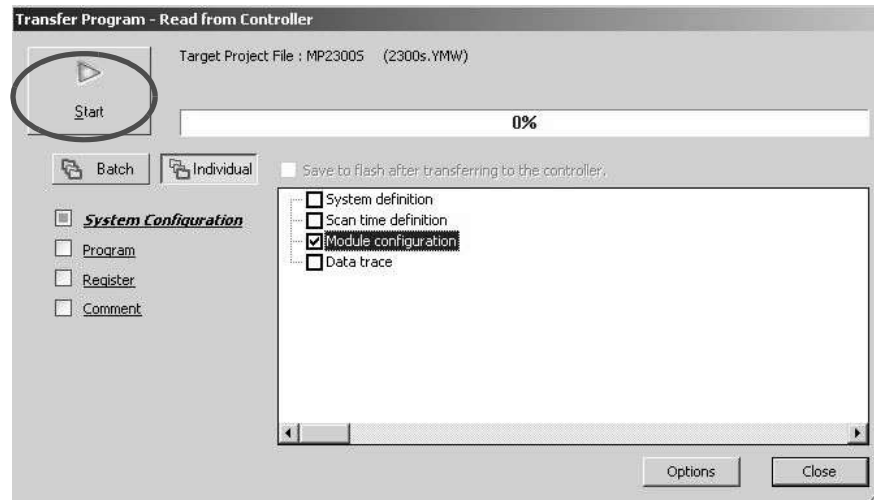 Transfer Program - Read from Controller
Target Project File : MP2300S (2300s.YMW)
Start
0%
Batch
Individual
Save to flash after transferring to the controller.
System Configuration
Program
Register
Comment
System definition
Scan time definition
Module configuration
Data trace
Options
Close